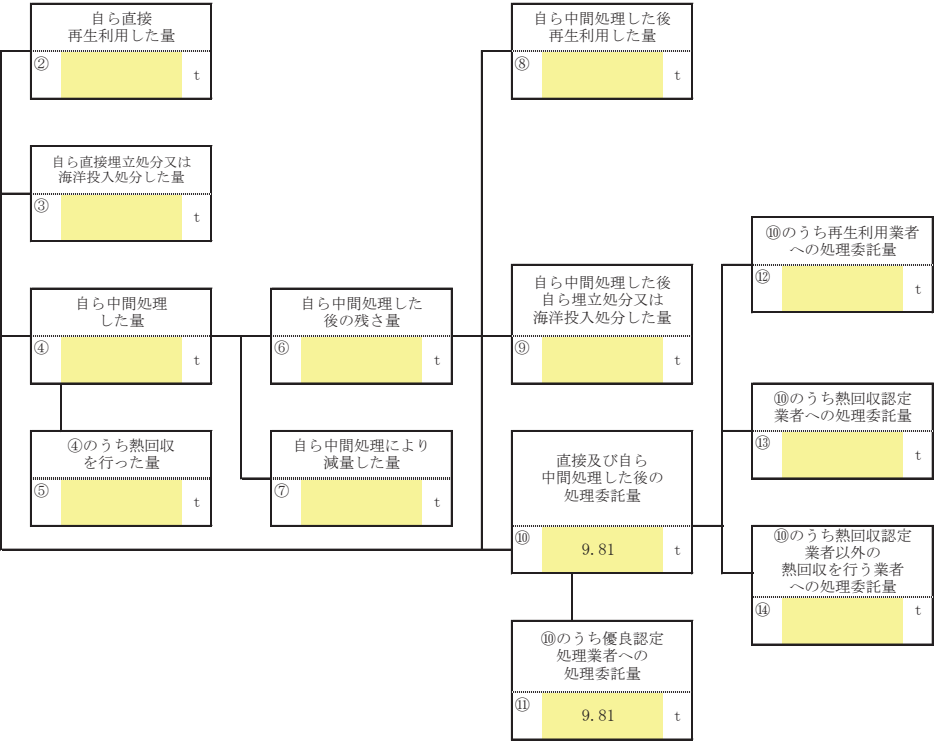 自ら直接
再生利用した量
②
t
自ら中間処理した後
再生利用した量
⑧
t
自ら直接埋立処分又は
海洋投入処分した量
③
t
⑩のうち再生利用業者
への処理委託量
⑫
t
自ら中間処理
した量
④
t
自ら中間処理した
後の残さ量
⑥
t
自ら中間処理した後
自ら埋立処分又は
海洋投入処分した量
⑨
t
⑩のうち熱回収認定
業者への処理委託量
⑬
t
④のうち熱回収
を行った量
⑤
t
自ら中間処理により
減量した量
⑦
t
直接及び自ら
中間処理した後の
処理委託量
⑩
9.81
t
⑩のうち熱回収認定
業者以外の
熱回収を行う業者
への処理委託量
⑭
t
⑩のうち優良認定
処理業者への
処理委託量
⑪
9.81
t